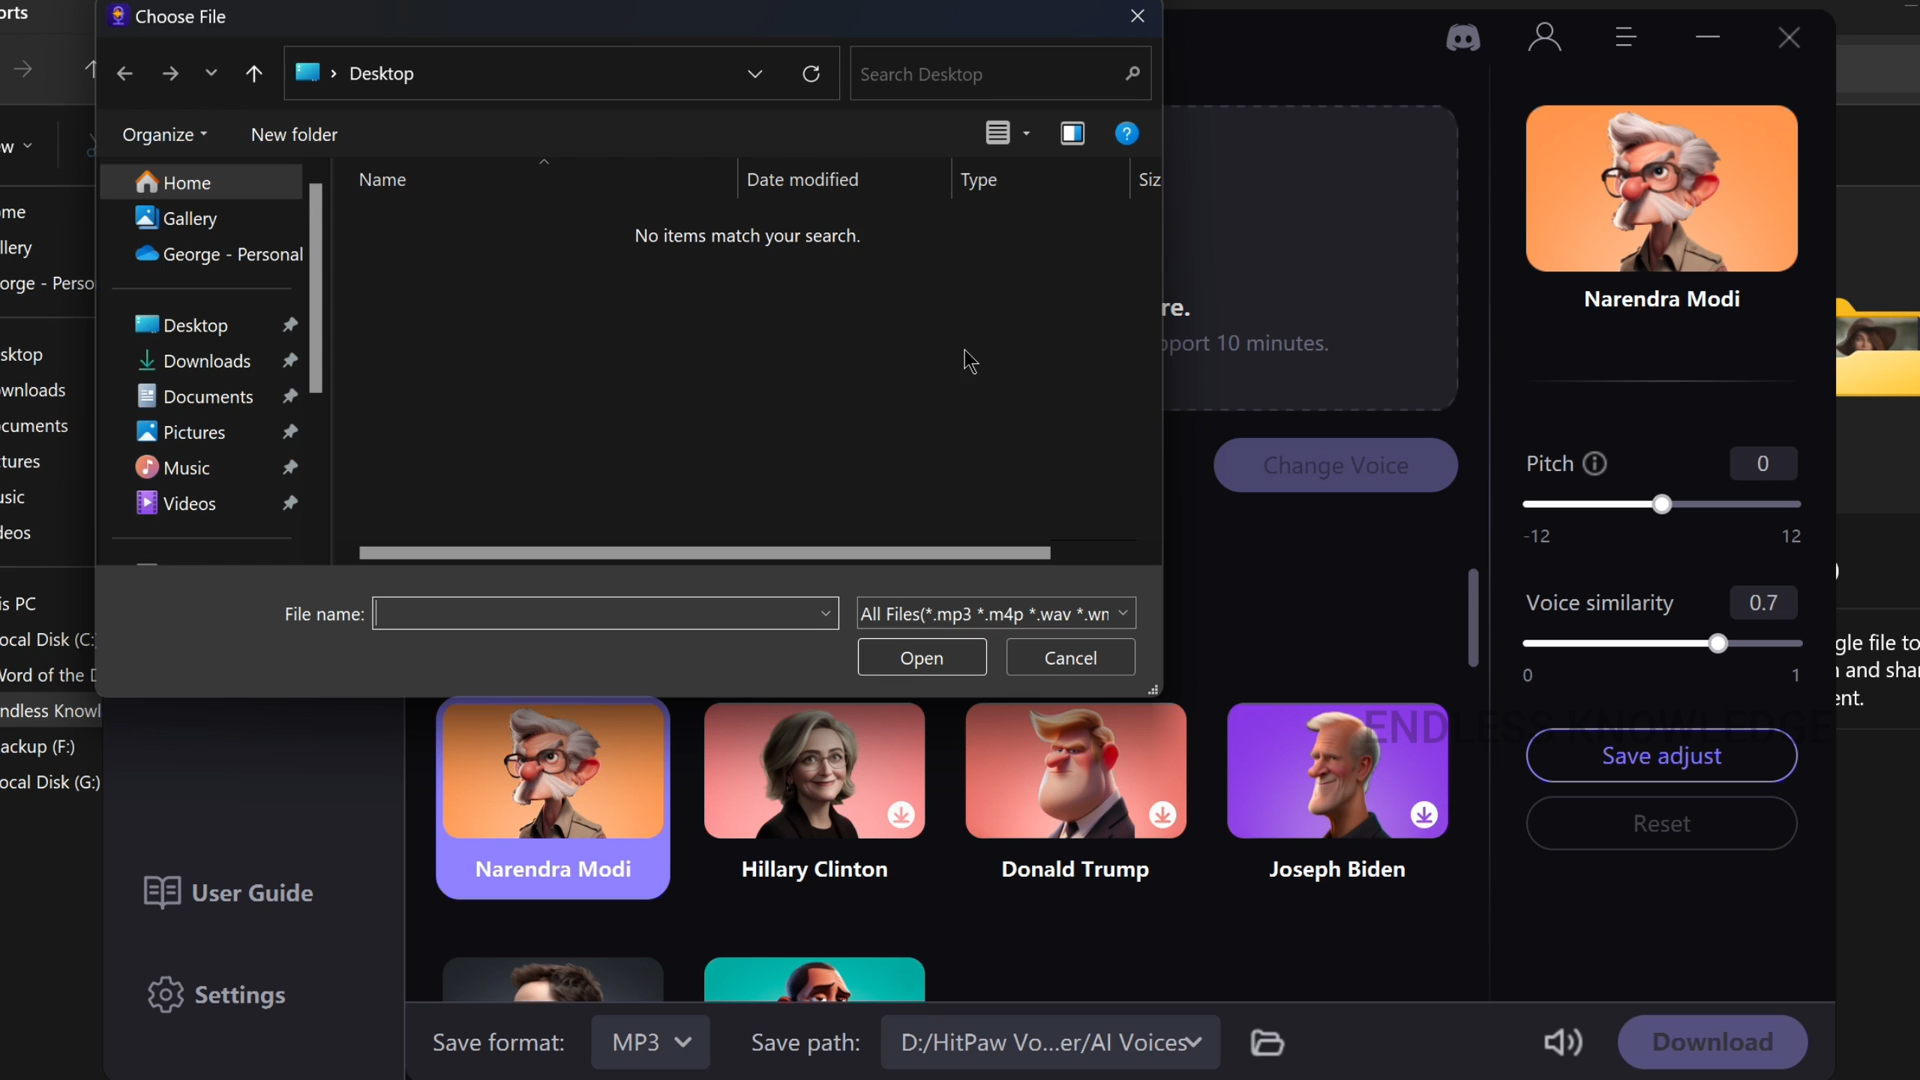 orts
Choose File
Desktop
Search Desktop
ew
Organize
New folder
Home
Name
Date modified
Type
Siz
me
Gallery
No items match your search.
llery
George - Personal
orge - Perso
re.
Narendra Modi
Desktop
pport 10 minutes.
sktop
Downloads
wnloads
Documents
cuments
Pictures
tures
Music
Change Voice
Pitch
0
usic
Videos
deos
-12
12
is PC
File name:
All Files(*.mp3 *.m4p *.wav *.wn
Voice similarity
0.7
ocal Disk (C:
Open
Cancel
gle file to
Word of the D
0
1
n and shar
ent.
ndless Knowl
ENDLESS KNOWLEDGE
ackup (F:)
Save adjust
ocal Disk (G:)
Reset
Narendra Modi
Hillary Clinton
Donald Trump
Joseph Biden
User Guide
Settings
Save format:
MP3
Save path:
D:/HitPaw Vo...er/AI Voices
Download